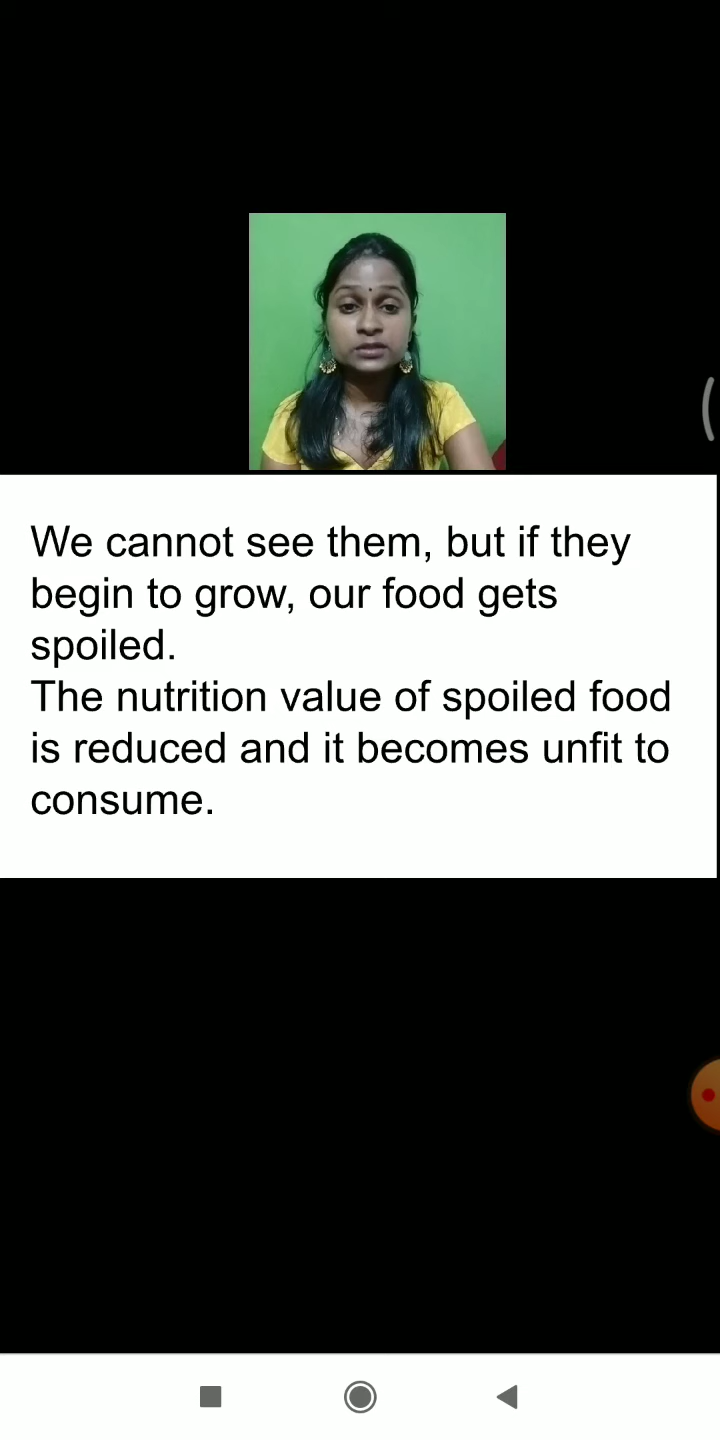 We cannot see them, but if they
begin to grow, our food gets
spoiled.
The nutrition value of spoiled food
is reduced and it becomes unfit to
consume.